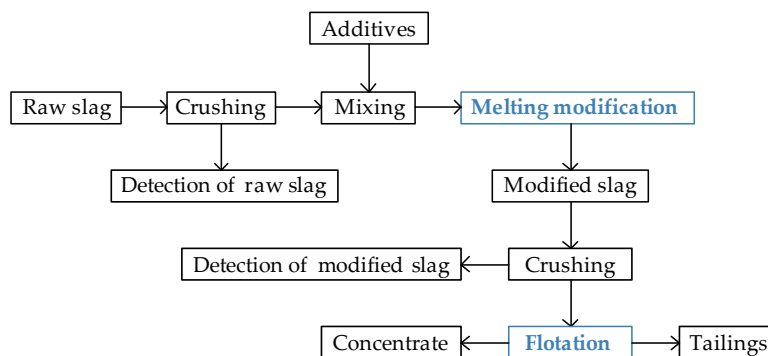 Additives
Raw slag
Crushing
Mixing
Melting modification
Detection of raw slag
Modified slag
Detection of modified slag
Crushing
Concentrate
Flotation
Tailings